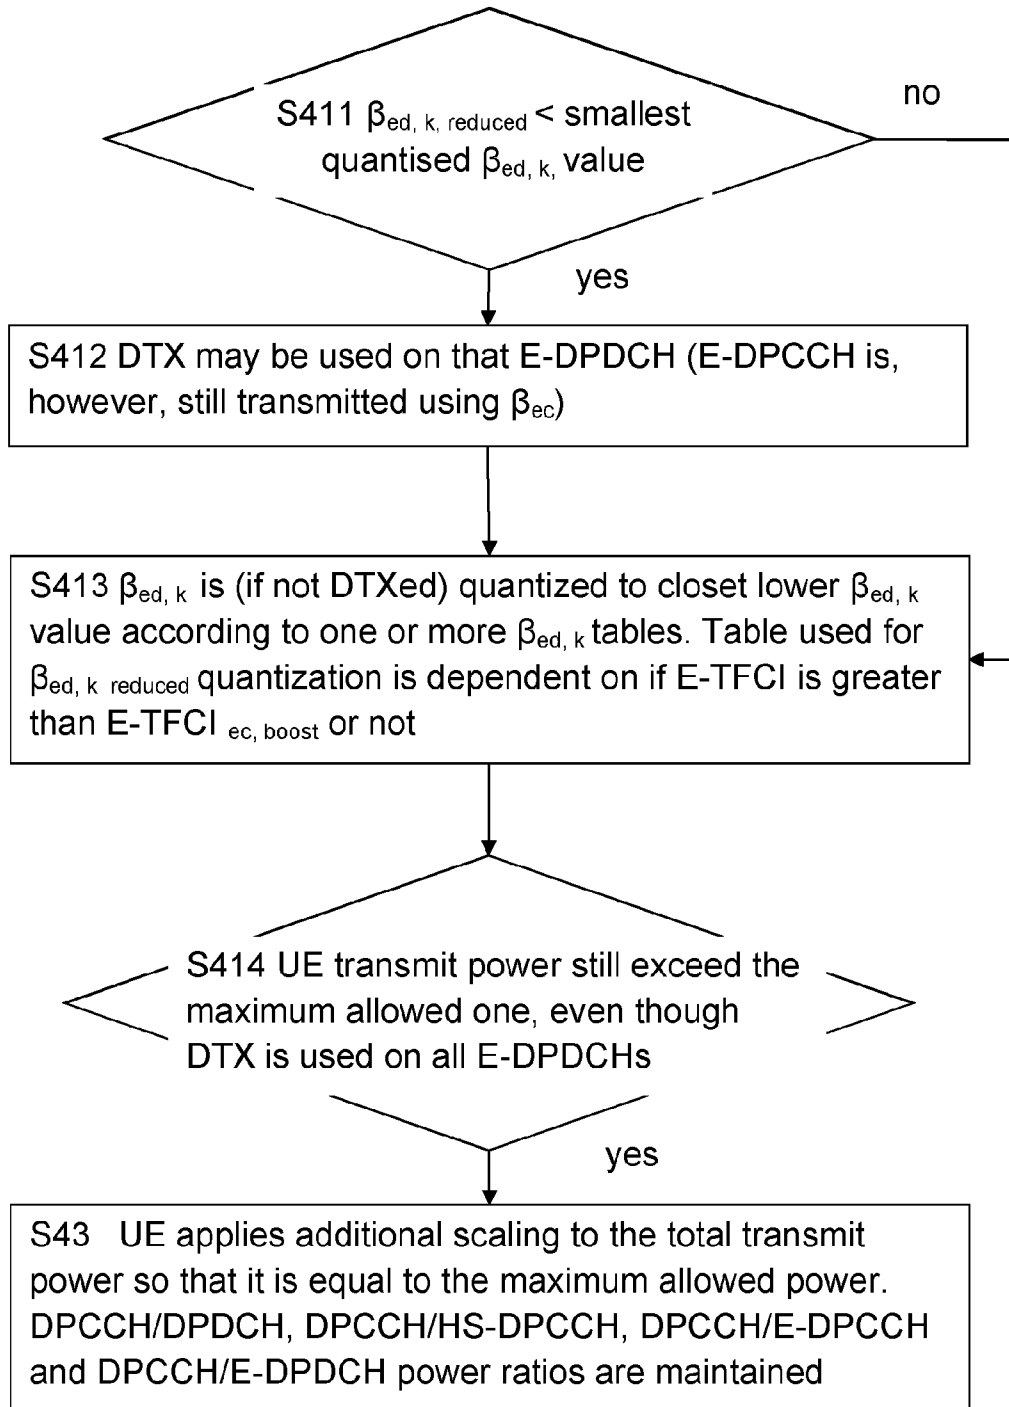 S411 βed, k, reduced < smallest
quantised βed, k, value
no
yes
S412 DTX may be used on that E-DPDCH (E-DPCCH is,
however, still transmitted using βec)
S413 βed, k is (if not DTXed) quantized to closet lower βed, k
value according to one or more βed, k tables. Table used for
βed, k reduced quantization is dependent on if E-TFCI is greater
than E-TFCI ec, boost or not
S414 UE transmit power still exceed the
maximum allowed one, even though
DTX is used on all E-DPDCHs
yes
S43 UE applies additional scaling to the total transmit
power so that it is equal to the maximum allowed power.
DPCCH/DPDCH, DPCCH/HS-DPCCH, DPCCH/E-DPCCH
and DPCCH/E-DPDCH power ratios are maintained